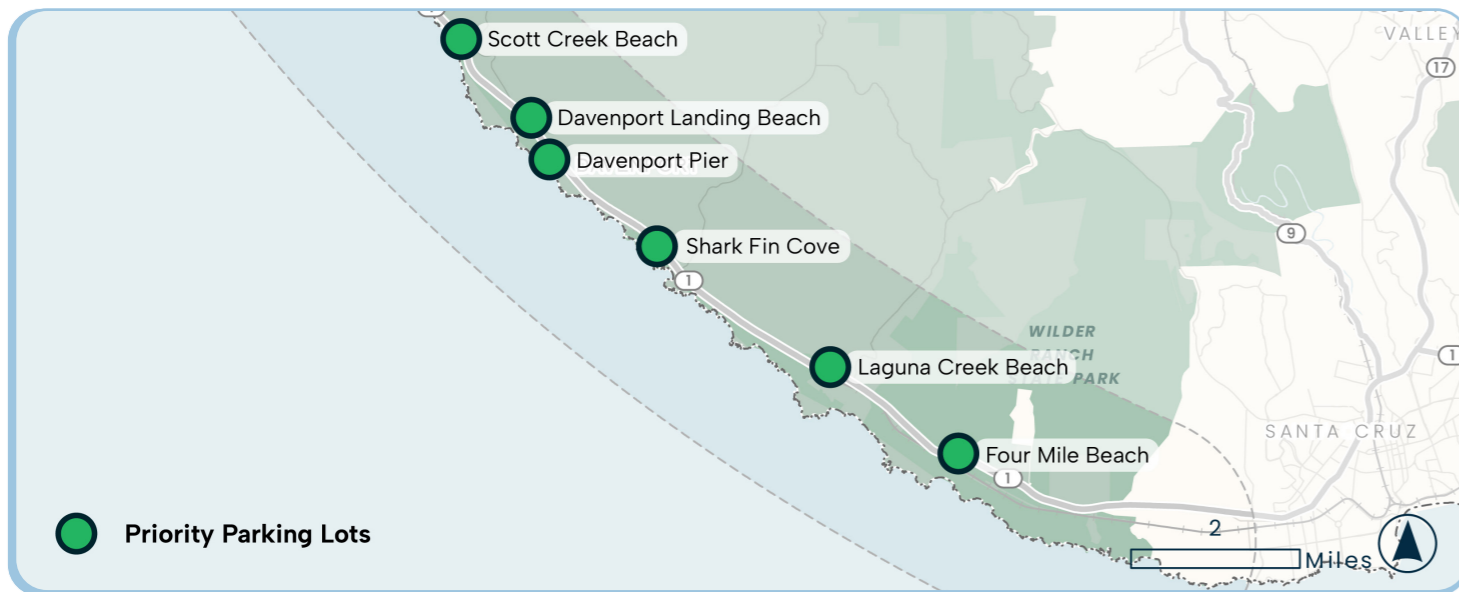 VALLEY
17
Scott Creek Beach
Davenport Landing Beach
Davenport Pier
9
Shark Fin Cove
1
WILDER
RANCH
STATE PARK
1
Laguna Creek Beach
SANTA CRUZ
Four Mile Beach
1
Priority Parking Lots
2
Miles